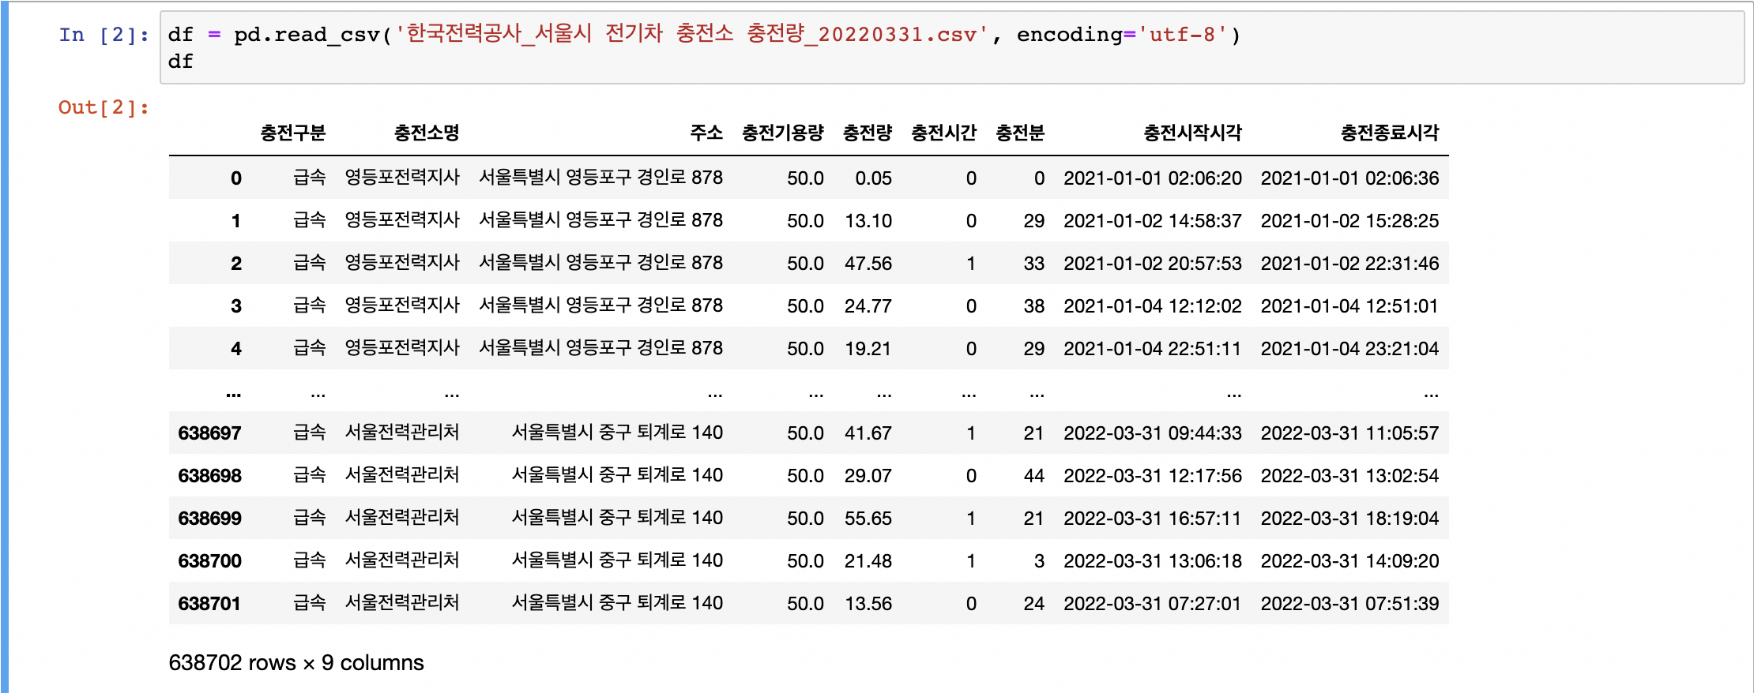 In [2]: df = pd.read_csv('한국전력공사_서울시 전기차 충전소 충전량_20220331.csv', encoding='utf-8')
df
Out[2]:
충전구분 충전소명 주소 충전기용량 충전량 충전시간 충전분 충전시작시각 충전종료시각
0 급속 영등포전력지사 서울특별시 영등포구 경인로 878 50.0 0.05 0 0 2021-01-01 02:06:20 2021-01-01 02:06:36
1 급속 영등포전력지사 서울특별시 영등포구 경인로 878 50.0 13.10 0 29 2021-01-02 14:58:37 2021-01-02 15:28:25
2 급속 영등포전력지사 서울특별시 영등포구 경인로 878 50.0 47.56 1 33 2021-01-02 20:57:53 2021-01-02 22:31:46
3 급속 영등포전력지사 서울특별시 영등포구 경인로 878 50.0 24.77 0 38 2021-01-04 12:12:02 2021-01-04 12:51:01
4 급속 영등포전력지사 서울특별시 영등포구 경인로 878 50.0 19.21 0 29 2021-01-04 22:51:11 2021-01-04 23:21:04
... ... ... ... ... ... ... ... ... ...
638697 급속 서울전력관리처 서울특별시 중구 퇴계로 140 50.0 41.67 1 21 2022-03-31 09:44:33 2022-03-31 11:05:57
638698 급속 서울전력관리처 서울특별시 중구 퇴계로 140 50.0 29.07 0 44 2022-03-31 12:17:56 2022-03-31 13:02:54
638699 급속 서울전력관리처 서울특별시 중구 퇴계로 140 50.0 55.65 1 21 2022-03-31 16:57:11 2022-03-31 18:19:04
638700 급속 서울전력관리처 서울특별시 중구 퇴계로 140 50.0 21.48 1 3 2022-03-31 13:06:18 2022-03-31 14:09:20
638701 급속 서울전력관리처 서울특별시 중구 퇴계로 140 50.0 13.56 0 24 2022-03-31 07:27:01 2022-03-31 07:51:39
638702 rows × 9 columns